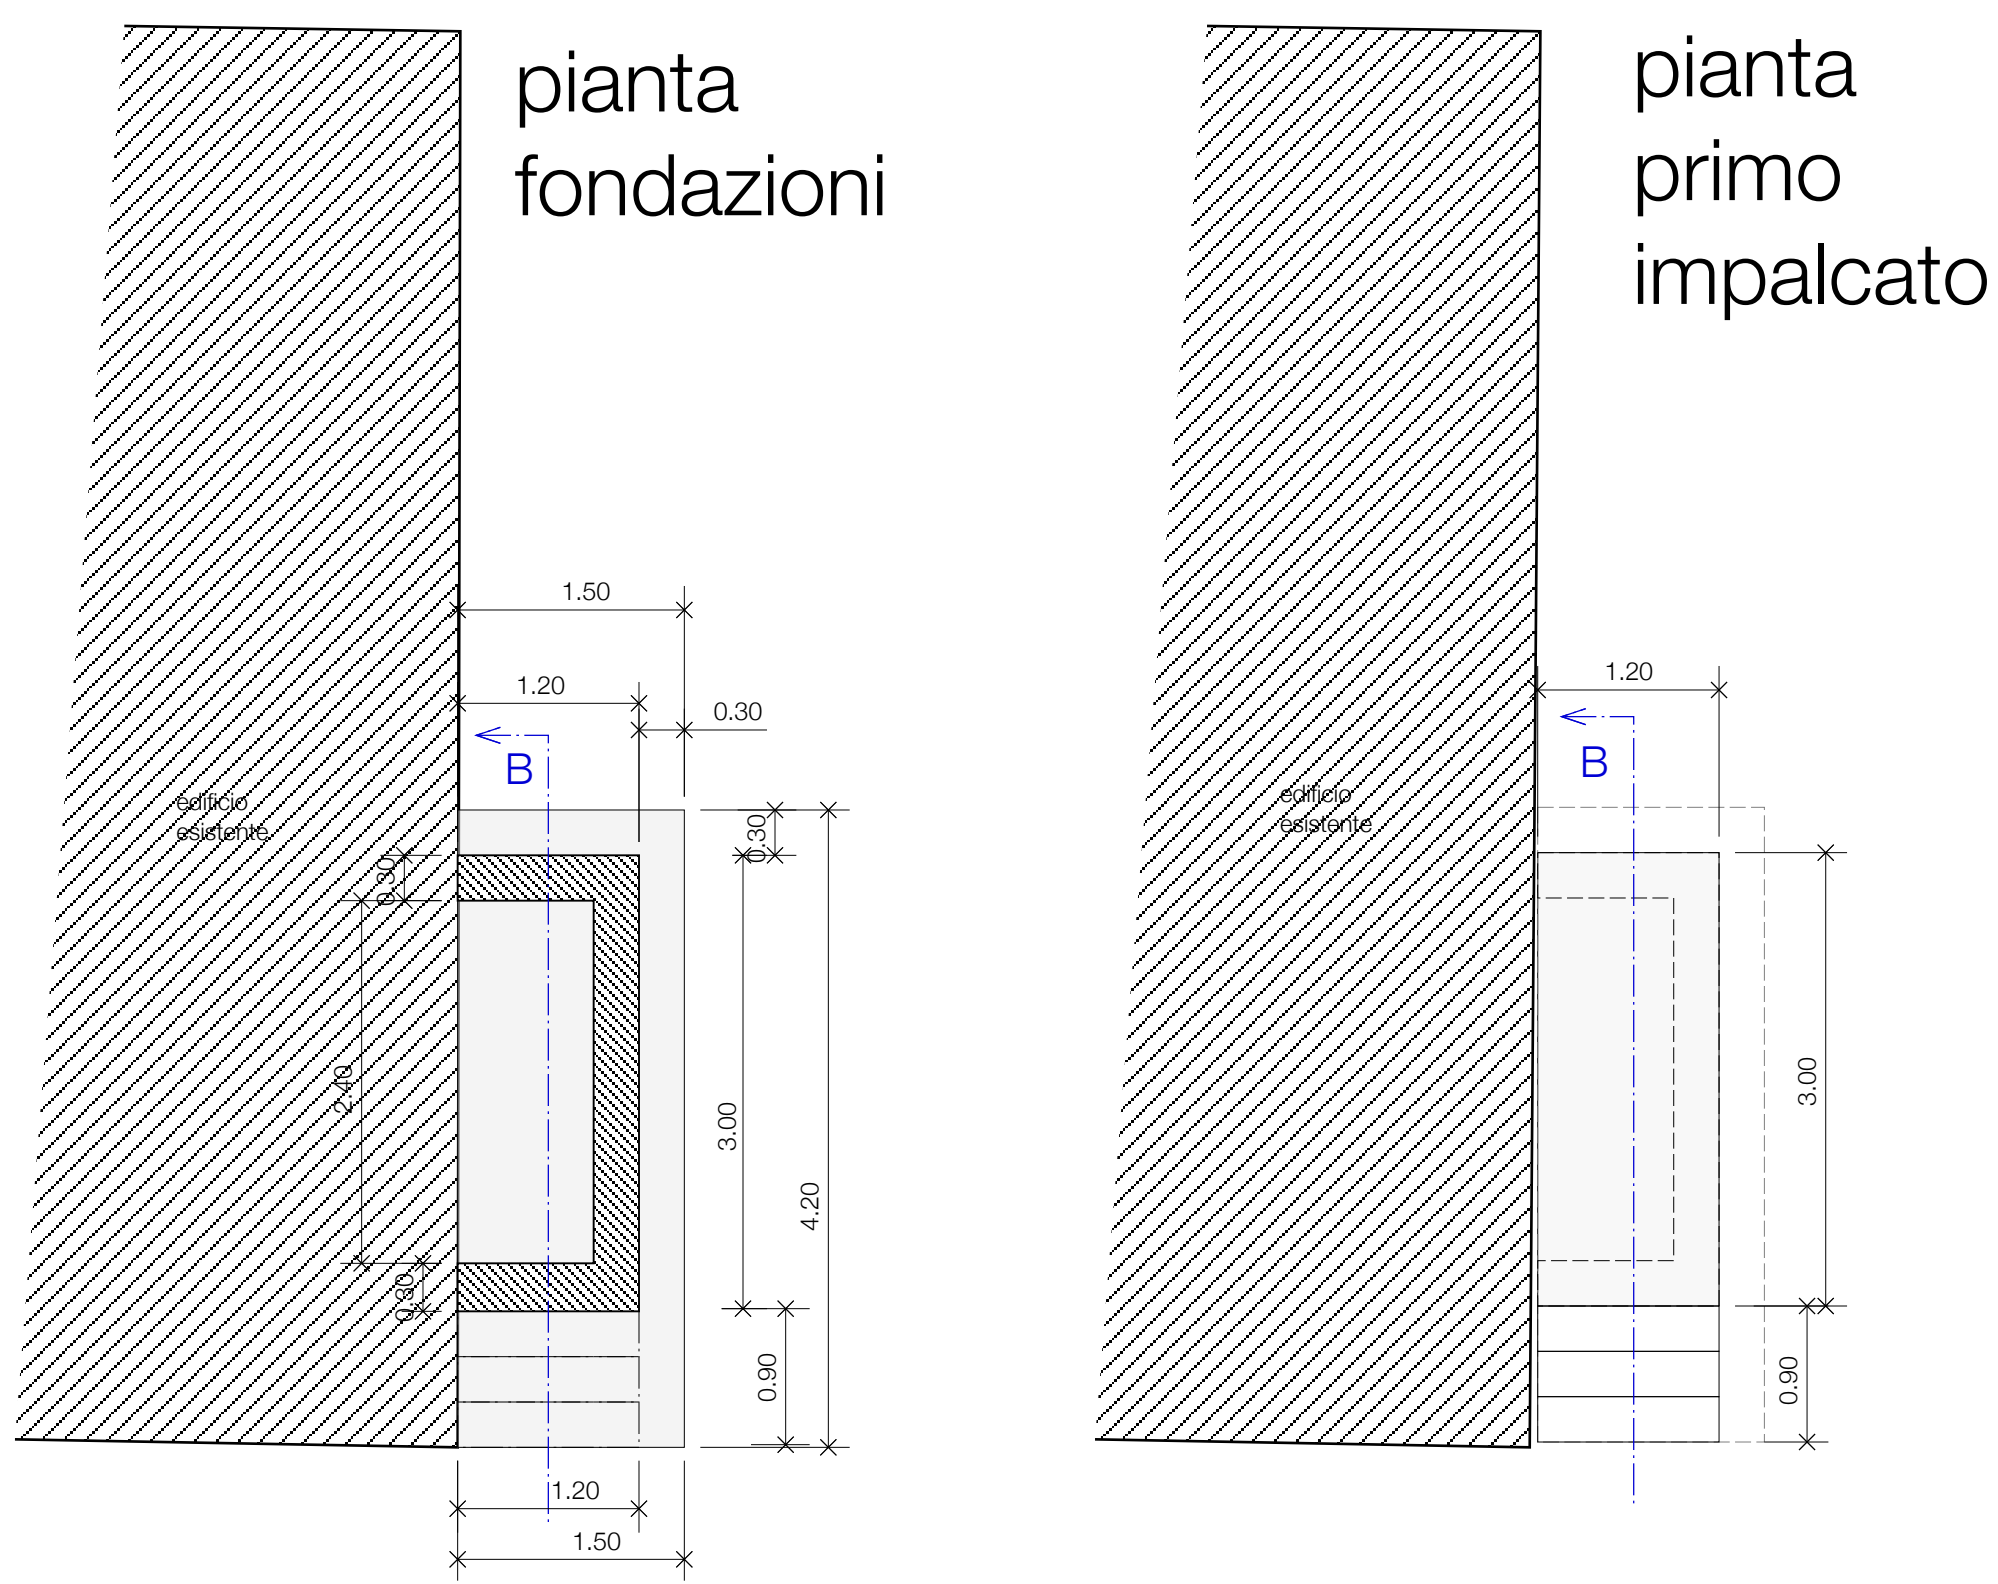 pianta
fondazioni
1.50
1.20
0.30
B
edificio
esistente
0.30
0.30
2.40
3.00
4.20
0.30
0.90
1.20
1.50
pianta
primo
impalcato
1.20
B
edificio
esistente
3.00
0.90